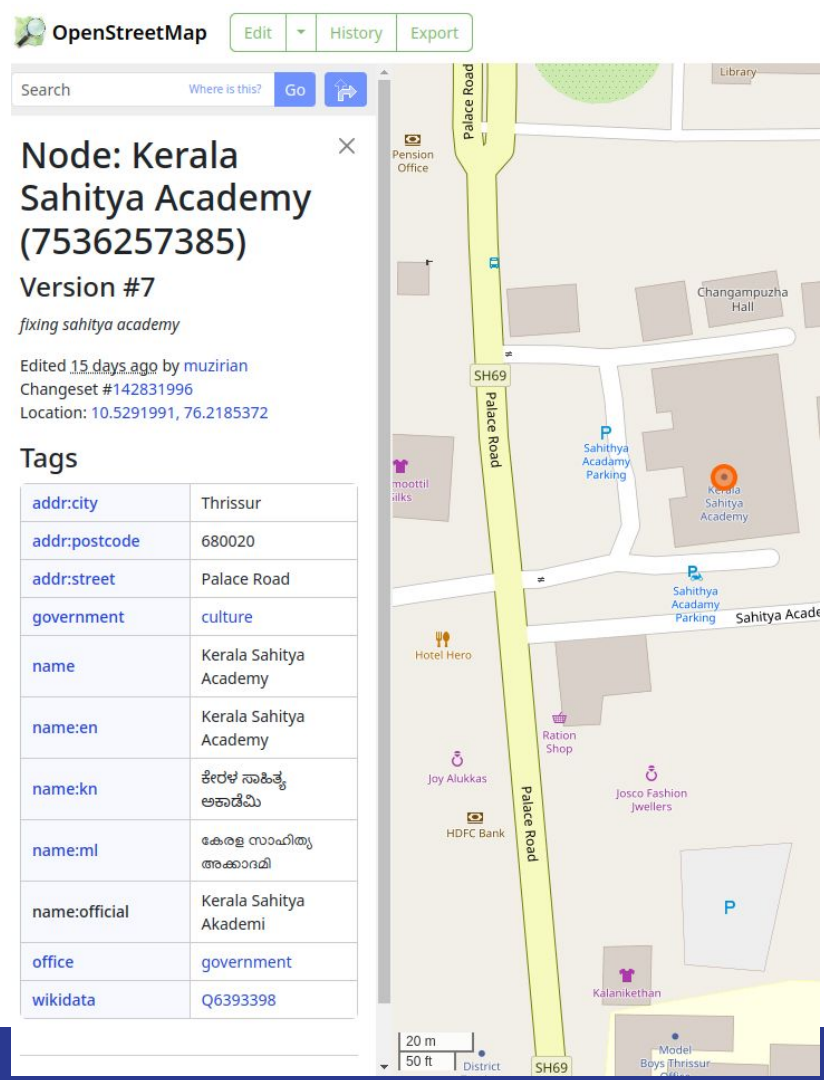 OpenStreetMap
Edit
History
Export
Search
Where is this?
Go
Node: Kerala
Sahitya Academy
(7536257385)
Version #7
fixing sahitya academy
Edited 15 days ago by muzirian
Changeset #142831996
Location: 10.5291991, 76.2185372
Tags
addr:city Thrissur
addr:postcode 680020
addr:street Palace Road
government culture
name Kerala Sahitya
Academy
name:en Kerala Sahitya
Academy
name:kn ಕೇರಳ ಸಾಹಿತ್ಯ
ಅಕಾಡೆಮಿ
name:ml കേരള സാഹിത്യ
അക്കാദമി
name:official Kerala Sahitya
Akademi
office government
wikidata Q6393398
Library
Palace Road
Pension
Office
Changampuzha
Hall
SH69
Palace Road
P
Sahithya
Acadamy
Parking
moottil
Silks
Kerala
Sahitya
Academy
P
Sahithya
Acadamy
Parking
Sahitya Acade
Hotel Hero
Ration
Shop
Joy Alukkas
Josco Fashion
Jwellers
HDFC Bank
Palace Road
P
Kalanikethan
20 m
50 ft
District
SH69
Model
Boys Thrissur
Office